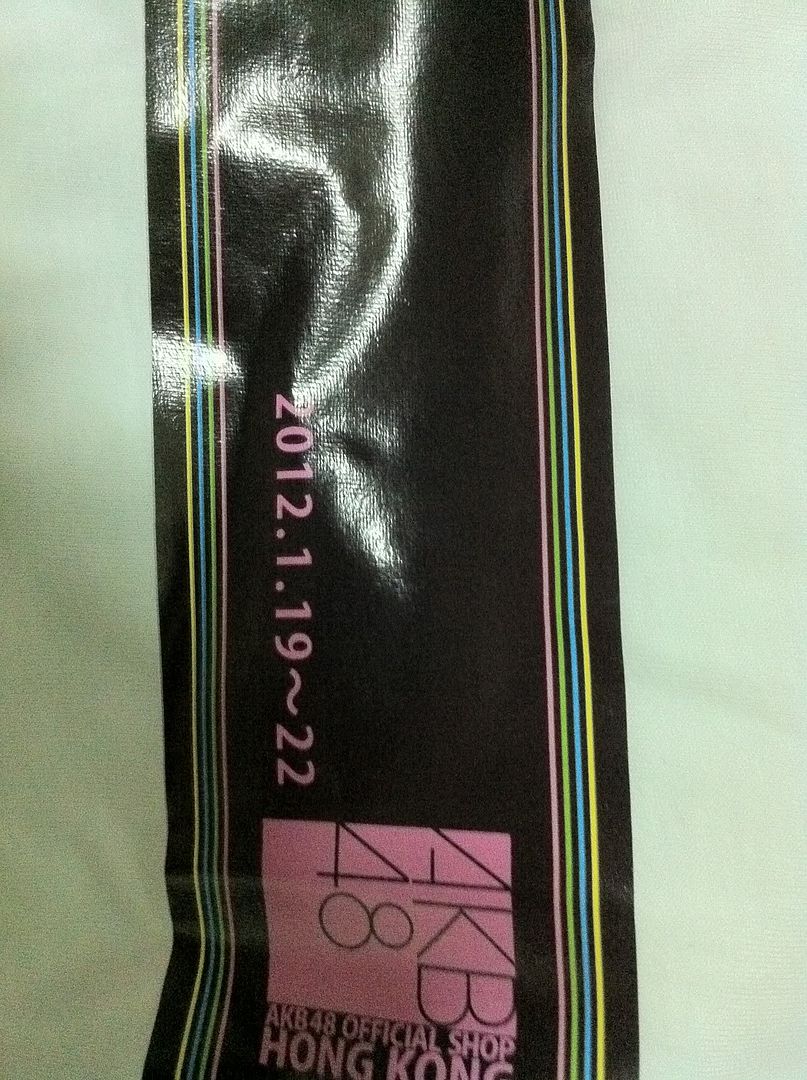 2012.1.19～22
AKB
48
AKB48 OFFICIAL SHOP
HONG KONG